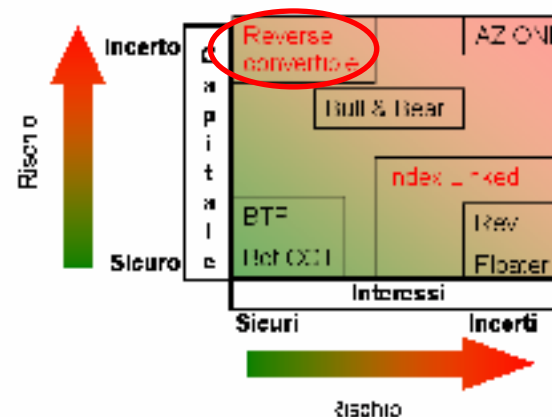 Incerto
Capitale
Reverse
convertible
AZIONI
Bull & Bear
Rischio
Index Linked
BTP
Rev
Floater
Sicuro
Interessi
Sicuri
Incerti
Rischio